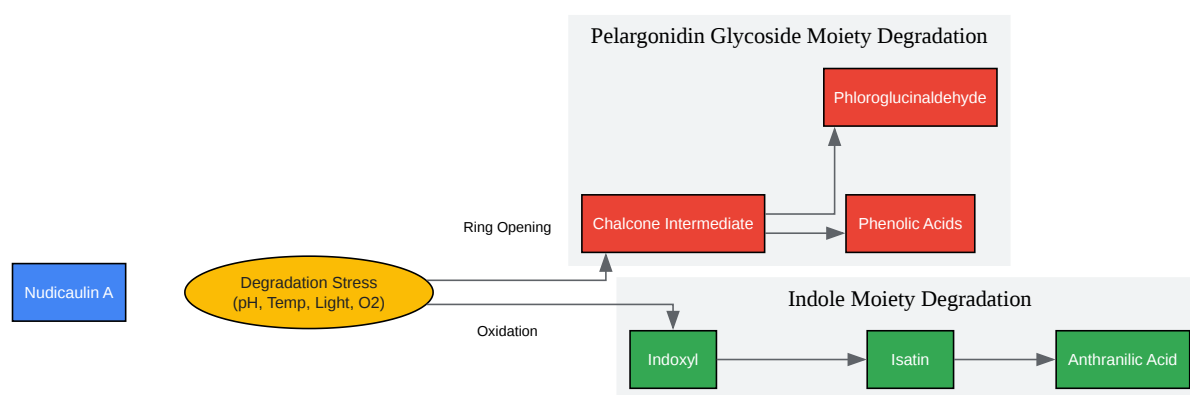 Pelargonidin Glycoside Moiety Degradation
Phloroglucinaldehyde
Chalcone Intermediate
Phenolic Acids
Ring Opening
Nudicaulin A
Degradation Stress
(pH, Temp, Light, O2)
Oxidation
Indole Moiety Degradation
Indoxyl
Isatin
Anthranilic Acid